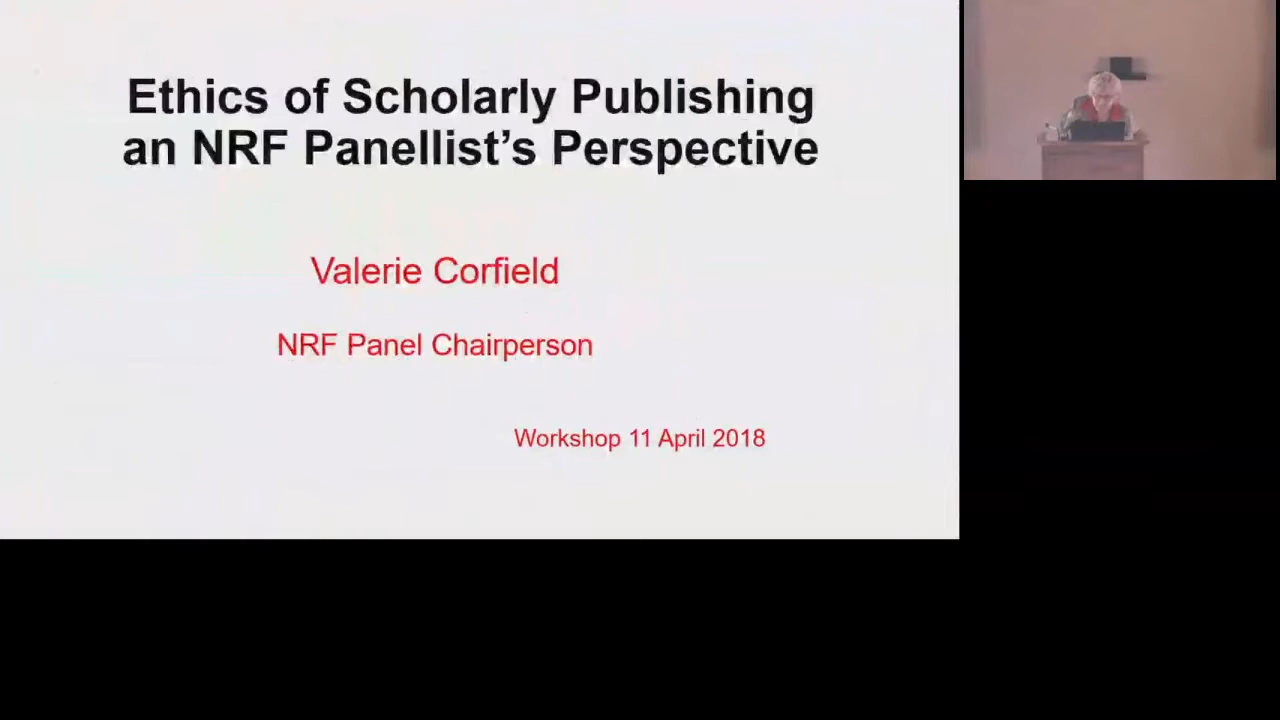 Ethics of Scholarly Publishing
an NRF Panellist’s Perspective
Valerie Corfield
NRF Panel Chairperson
Workshop 11 April 2018